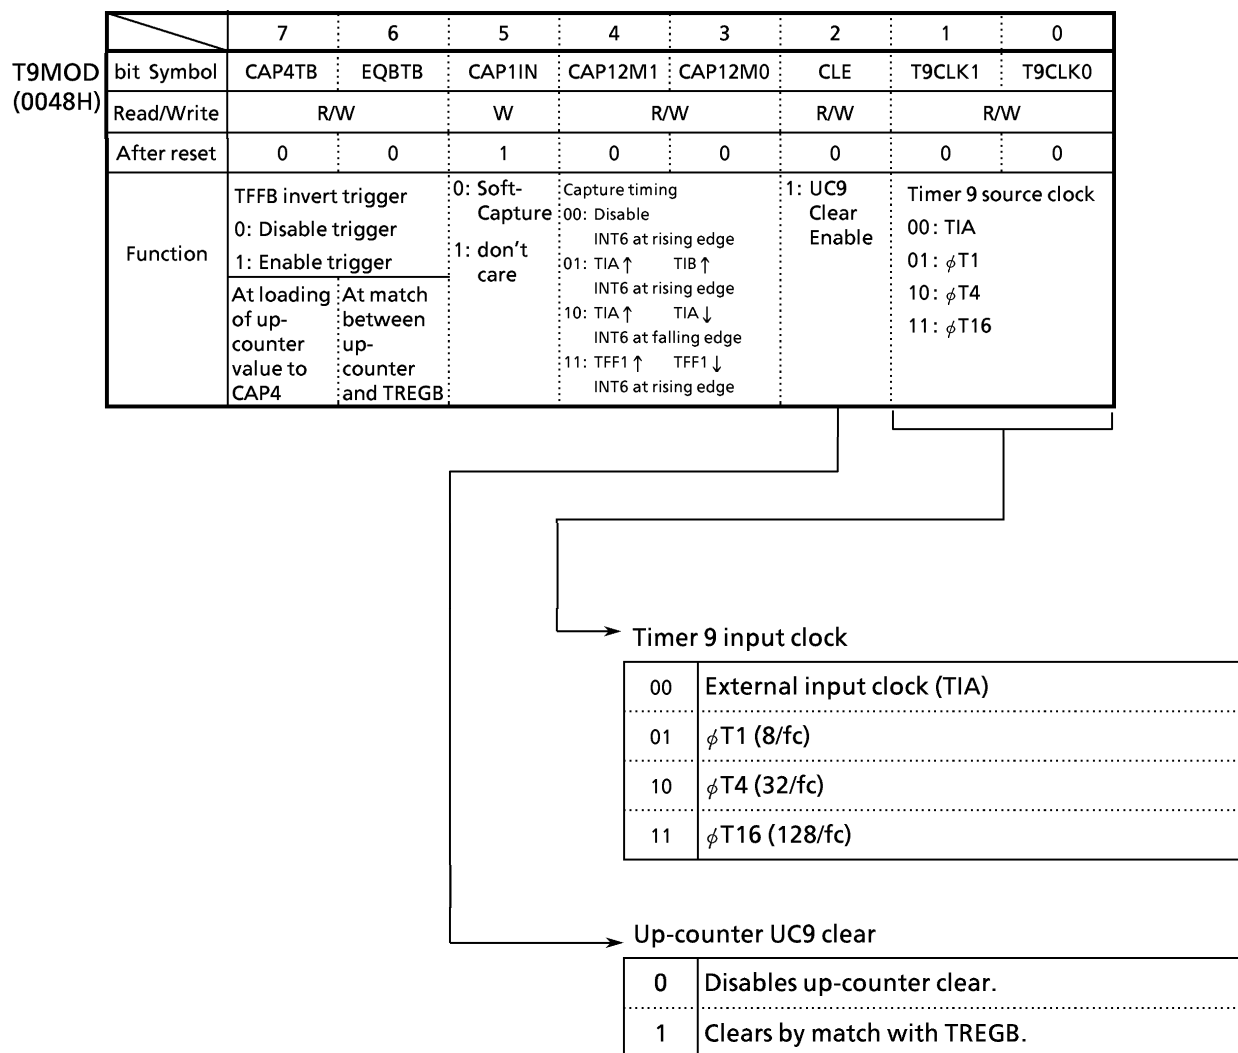 7 6 5 4 3 2 1 0
T9MOD
(0048H)
bit Symbol CAP4TB EQBTB CAP1IN CAP12M1 CAP12M0 CLE T9CLK1 T9CLK0
Read/Write R/W W R/W R/W R/W
After reset 0 0 1 0 0 0 0 0
Function
TFFB invert trigger
0: Disable trigger
1: Enable trigger
At loading
of up-
counter
value to
CAP4
At match
between
up-
counter
and TREGB
0: Soft-
Capture
1: don't
care
Capture timing
00: Disable
INT6 at rising edge
01: TIA↑ TIB↑
INT6 at rising edge
10: TIA↑ TIA↓
INT6 at falling edge
11: TFF1↑ TFF1↓
INT6 at rising edge
1: UC9
Clear
Enable
Timer 9 source clock
00: TIA
01: ϕT1
10: ϕT4
11: ϕT16
Timer 9 input clock
00 External input clock (TIA)
01 ϕT1 (8/fc)
10 ϕT4 (32/fc)
11 ϕT16 (128/fc)
Up-counter UC9 clear
0 Disables up-counter clear.
1 Clears by match with TREGB.